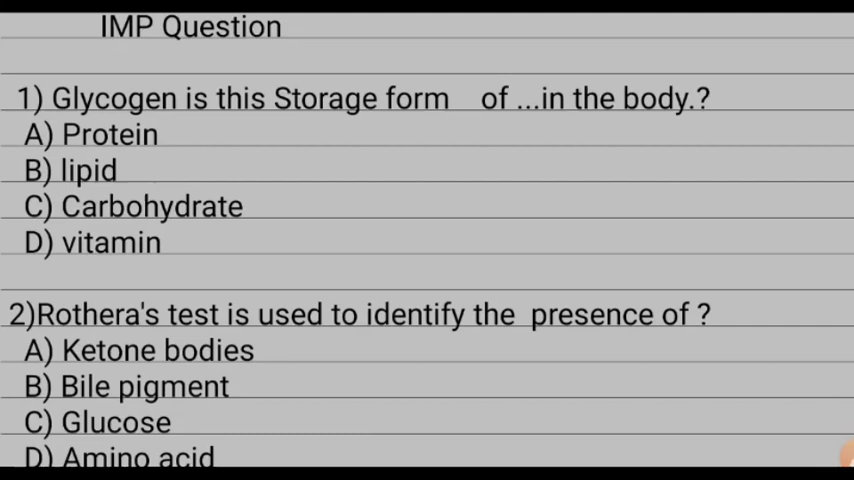 IMP Question
1) Glycogen is this Storage form of ...in the body.?
A) Protein
B) lipid
C) Carbohydrate
D) vitamin
2)Rothera's test is used to identify the presence of ?
A) Ketone bodies
B) Bile pigment
C) Glucose
D) Amino acid